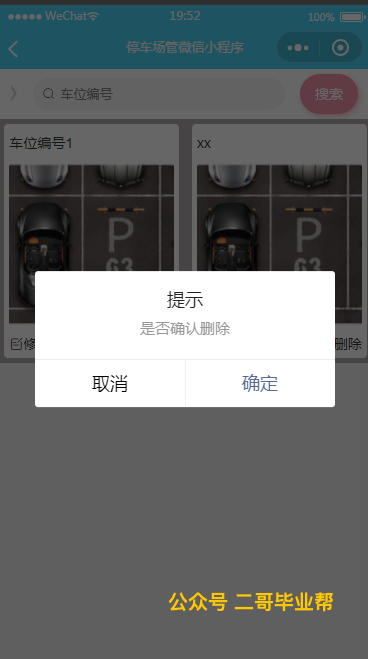 WeChat 19:52 100%
停车场管微信小程序
车位编号 搜索
车位编号1 xx
P P
63 63
提示
是否确认删除
修 删除
取消 确定
公众号 二哥毕业帮